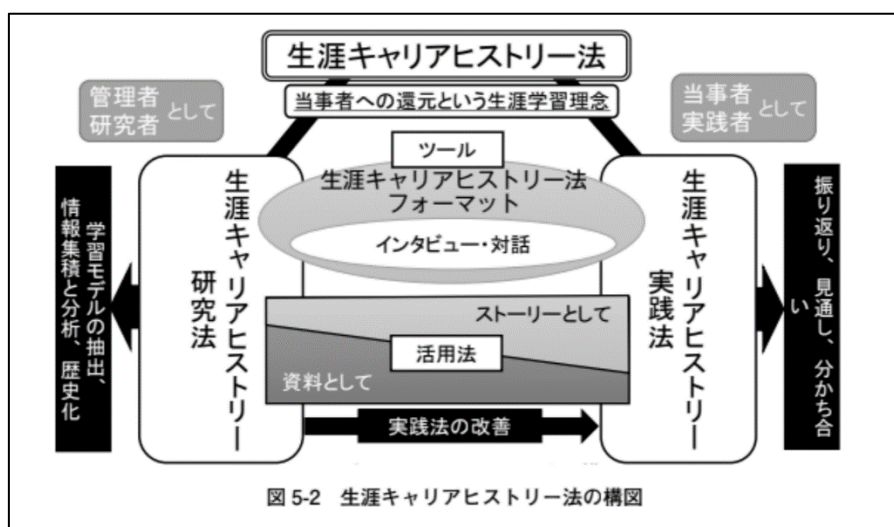 生涯キャリアヒストリー法
当事者への還元という生涯学習理念
管理者
研究者
として
当事者
実践者
として
ツール
生涯キャリアヒストリー法
フォーマット
インタビュー・対話
生涯キャリアヒストリー
研究法
生涯キャリアヒストリー
実践法
学習モデルの抽出、
情報集積と分析、歴史化
振り返り、見通し、分かち合
い
ストーリーとして
活用法
資料として
実践法の改善
図 5-2 生涯キャリアヒストリー法の構図